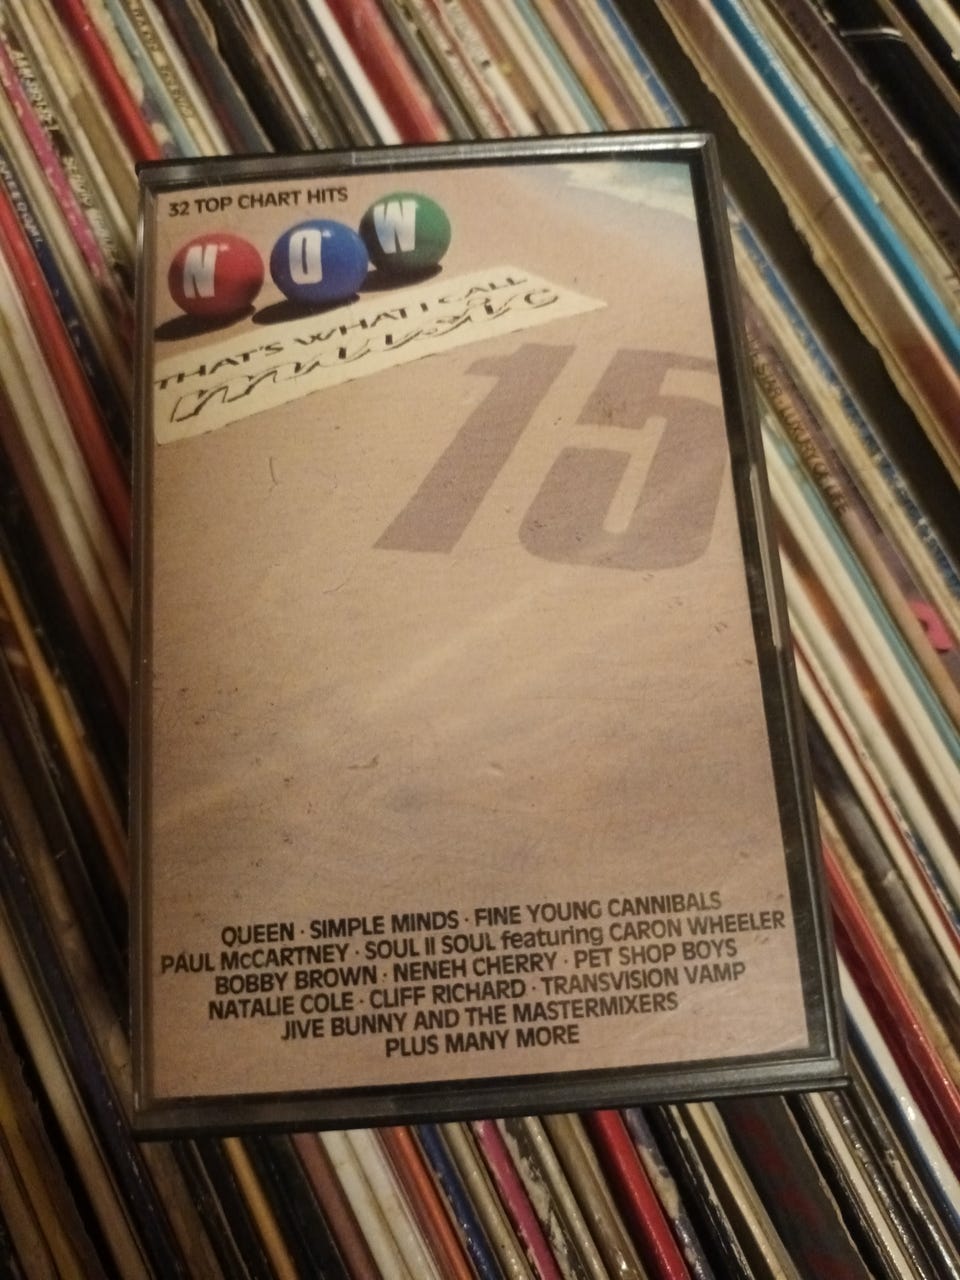 32 TOP CHART HITS
NOW
THAT'S WHAT I CALL
music
15
QUEEN · SIMPLE MINDS · FINE YOUNG CANNIBALS
PAUL McCARTNEY · SOUL II SOUL featuring CARON WHEELER
BOBBY BROWN · NENEH CHERRY · PET SHOP BOYS
NATALIE COLE · CLIFF RICHARD · TRANSVISION VAMP
JIVE BUNNY AND THE MASTERMIXERS
PLUS MANY MORE